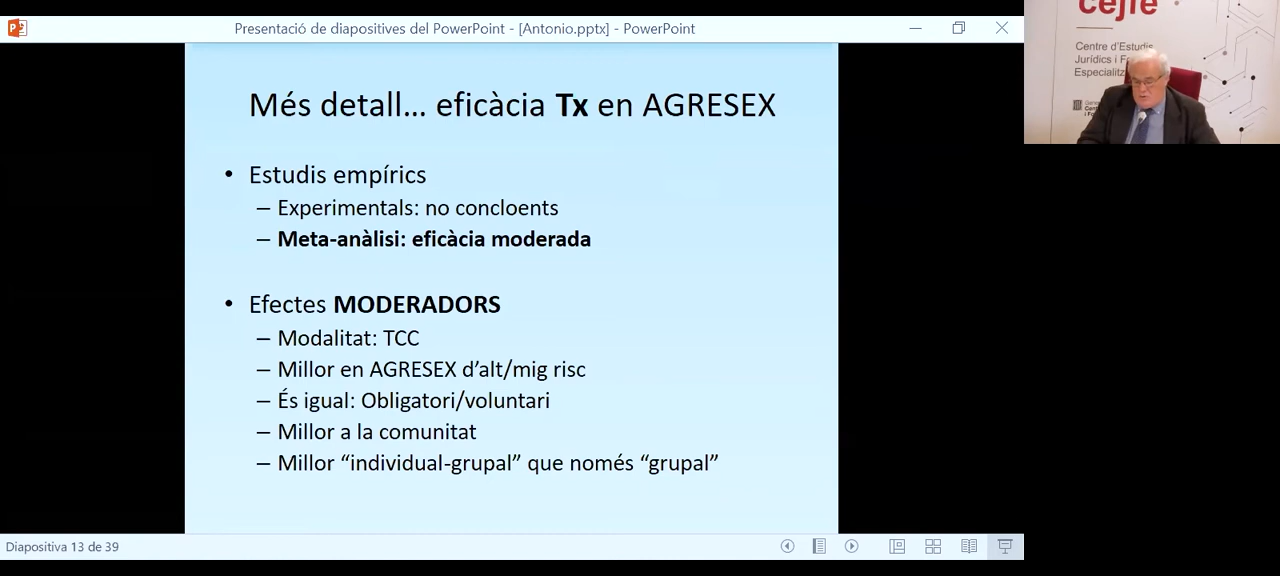 Presentació de diapositives del PowerPoint - [Antonio.pptx] - PowerPoint
Més detall... eficàcia Tx en AGRESEX
• Estudis empírics
– Experimentals: no concloents
– Meta-anàlisi: eficàcia moderada
• Efectes MODERADORS
– Modalitat: TCC
– Millor en AGRESEX d’alt/mig risc
– És igual: Obligatori/voluntari
– Millor a la comunitat
– Millor “individual-grupal” que només “grupal”
Diapositiva 13 de 39
cejfe
Centre d'Estudis
Jurídics i F
Especialit